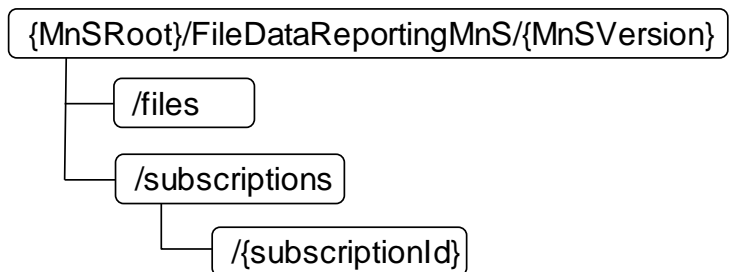 {MnSRoot}/FileDataReportingMnS/{MnSVersion}
/files
/subscriptions
/{subscriptionId}